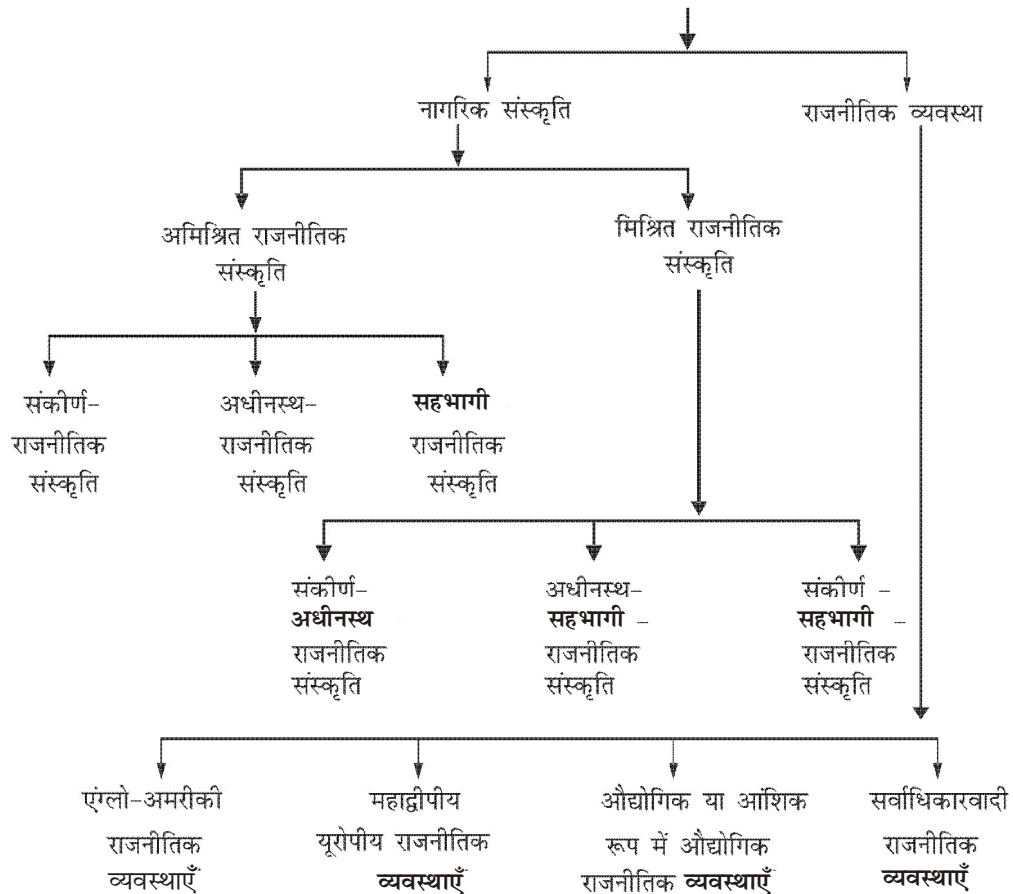 नागरिक संस्कृति
राजनीतिक व्यवस्था
अमिश्रित राजनीतिक
संस्कृति
मिश्रित राजनीतिक
संस्कृति
संकीर्ण–
राजनीतिक
संस्कृति
अधीनस्थ–
राजनीतिक
संस्कृति
सहभागी
राजनीतिक
संस्कृति
संकीर्ण–
अधीनस्थ
राजनीतिक
संस्कृति
अधीनस्थ–
सहभागी –
राजनीतिक
संस्कृति
संकीर्ण –
सहभागी –
राजनीतिक
संस्कृति
एंग्लो–अमरीकी
राजनीतिक
व्यवस्थाएँ
महाद्वीपीय
यूरोपीय राजनीतिक
व्यवस्थाएँ
औद्योगिक या आंशिक
रूप में औद्योगिक
राजनीतिक व्यवस्थाएँ
सर्वाधिकारवादी
राजनीतिक
व्यवस्थाएँ